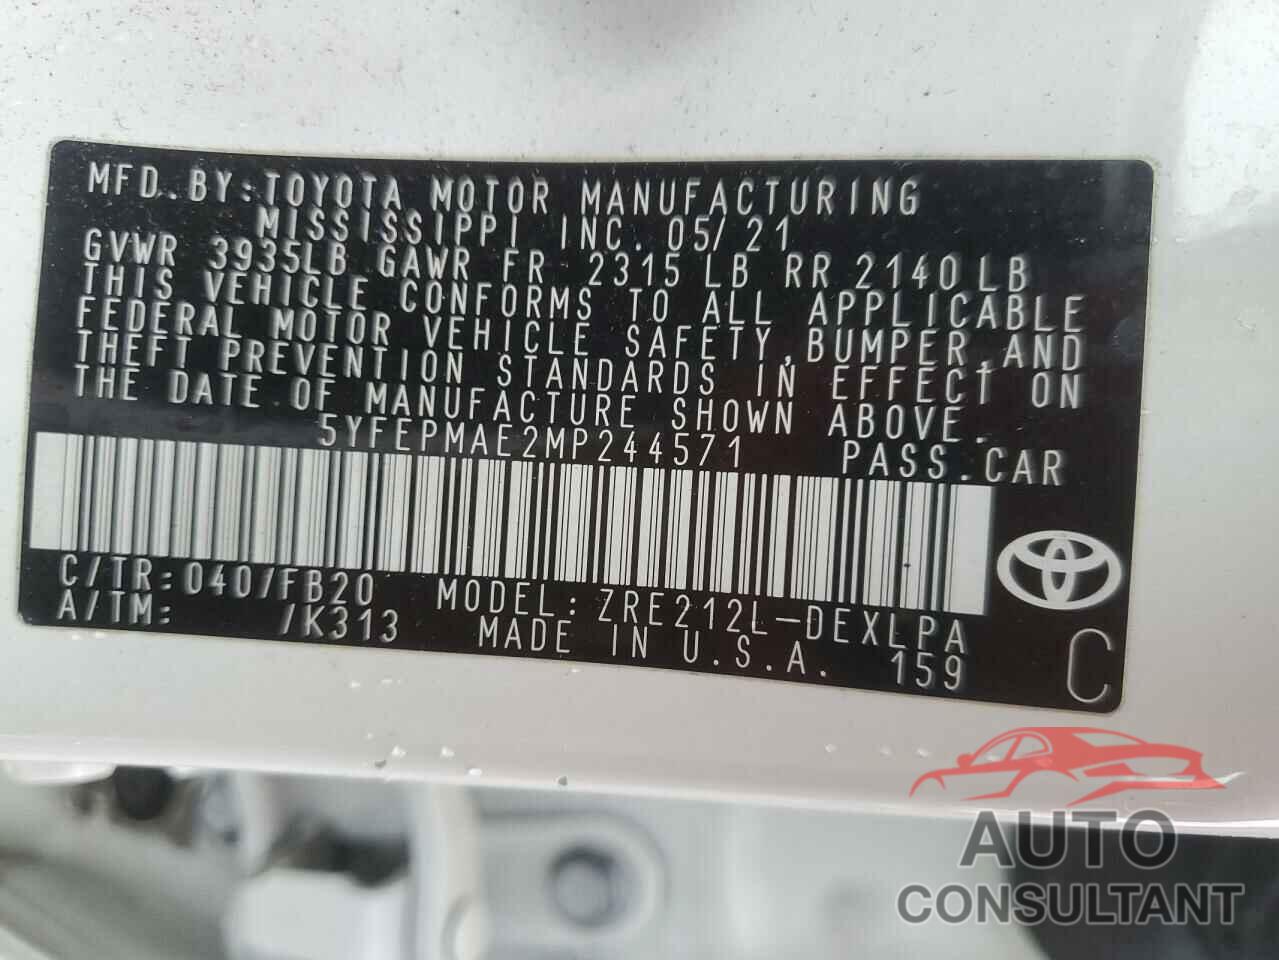 MFD.BY:TOYOTA MOTOR MANUFACTURING
MISSISSIPPI INC. 05/21
GVWR 3935LB GAWR FR 2315LB RR 2140LB
THIS VEHICLE CONFORMS TO ALL APPLICABLE
FEDERAL MOTOR VEHICLE SAFETY,BUMPER,AND
THEFT PREVENTION STANDARDS IN EFFECT ON
THE DATE OF MANUFACTURE SHOWN ABOVE.
5YFEPMAE2MP244571 PASS.CAR
C/TR:040/FB20 MODEL:ZRE212L-DEXLPA
A/TM: /K313 MADE IN U.S.A. 159
C
AUTO
CONSULTANT